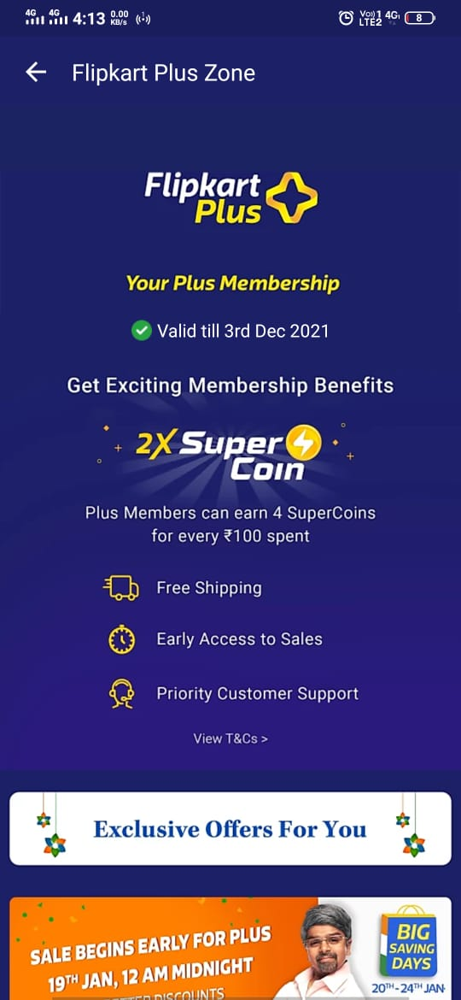 4G 4G 4:13 0.00 KB/s Vo) 1 4G LTE2 8
Flipkart Plus Zone
Flipkart
Plus
Your Plus Membership
Valid till 3rd Dec 2021
Get Exciting Membership Benefits
2X Super
Coin
Plus Members can earn 4 SuperCoins
for every ₹100 spent
Free Shipping
Early Access to Sales
Priority Customer Support
View T&Cs >
Exclusive Offers For You
SALE BEGINS EARLY FOR PLUS
19TH JAN, 12 AM MIDNIGHT
DISCOUNTS
BIG
SAVING
DAYS
20TH-24TH JAN